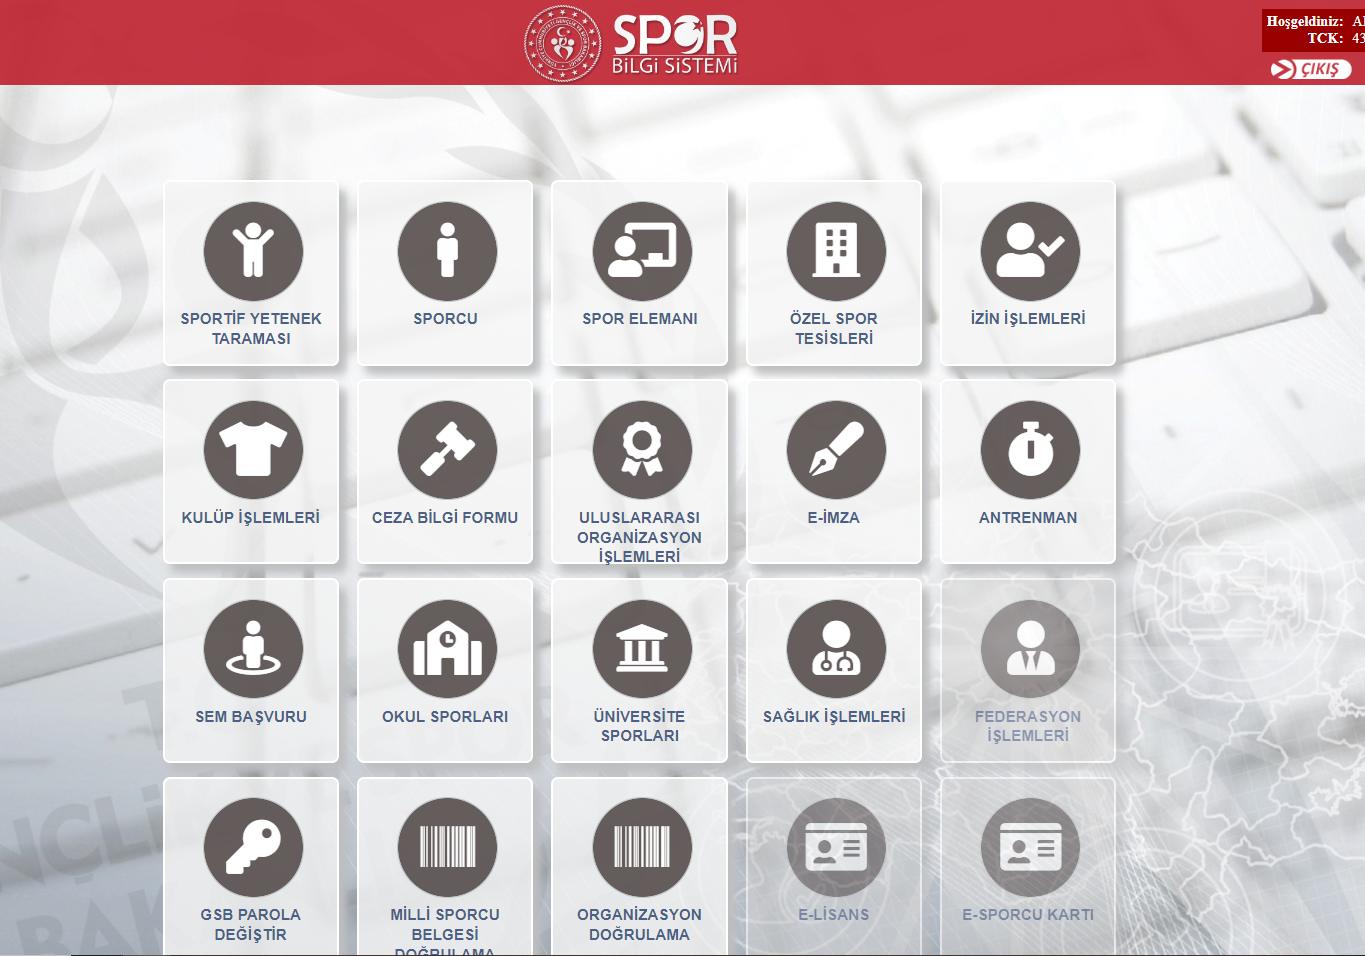 SPOR
BİLGİ SİSTEMİ
Hoşgeldiniz:
TCK: 43
ÇIKIŞ
SPORTİF YETENEK
TARAMASI
SPORCU
SPOR ELEMANI
ÖZEL SPOR
TESİSLERİ
İZİN İŞLEMLERİ
KULÜP İŞLEMLERİ
CEZA BİLGİ FORMU
ULUSLARARASI
ORGANİZASYON
İŞLEMLERİ
E-İMZA
ANTRENMAN
SEM BAŞVURU
OKUL SPORLARI
ÜNİVERSİTE
SPORLARI
SAĞLIK İŞLEMLERİ
FEDERASYON
İŞLEMLERİ
GSB PAROLA
DEĞİŞTİR
MİLLİ SPORCU
BELGESİ
DOĞRULAMA
ORGANİZASYON
DOĞRULAMA
E-LİSANS
E-SPORCU KARTI